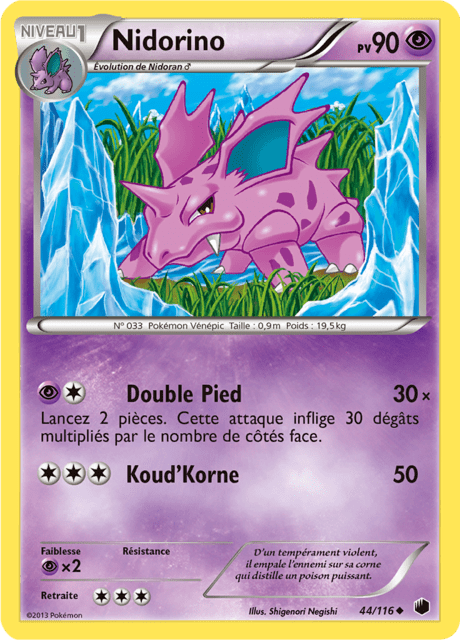 NIVEAU 1
Nidorino
PV 90
Évolution de Nidoran♂
Nº 033 Pokémon Vénépic Taille : 0,9m Poids : 19,5kg
Double Pied 30×
Lancez 2 pièces. Cette attaque inflige 30 dégâts
multipliés par le nombre de côtés face.
Koud'Korne 50
Faiblesse Résistance
×2
D'un tempérament violent,
il empale l'ennemi sur sa corne
qui distille un poison puissant.
Retraite
©2013 Pokémon
Illus. Shigenori Negishi 44/116